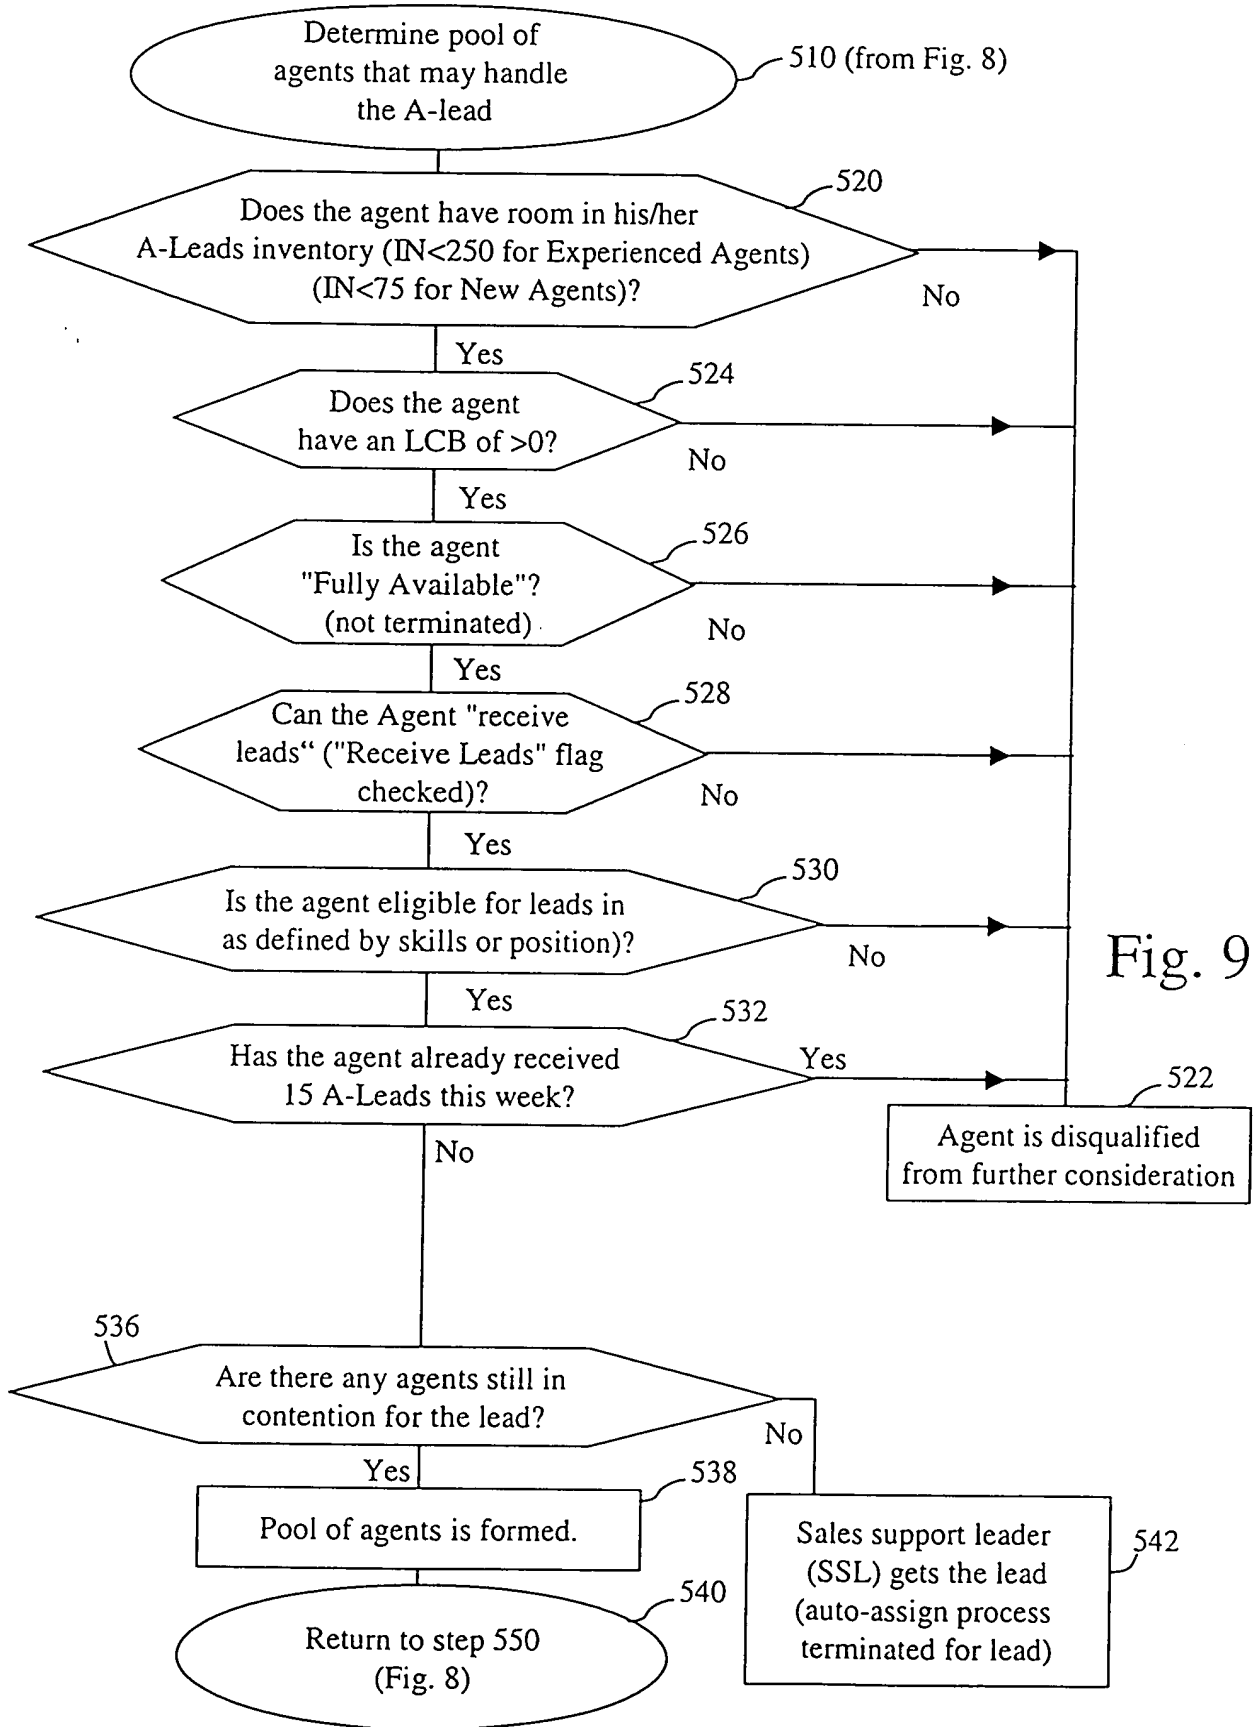 Determine pool of
agents that may handle
the A-lead
510 (from Fig. 8)
520
Does the agent have room in his/her
A-Leads inventory (IN<250 for Experienced Agents)
(IN<75 for New Agents)?
No
Yes
524
Does the agent
have an LCB of >0?
No
Yes
526
Is the agent
"Fully Available"?
(not terminated)
No
Yes
528
Can the Agent "receive
leads“ ("Receive Leads" flag
checked)?
No
Yes
530
Is the agent eligible for leads in
as defined by skills or position)?
No
Fig. 9
Yes
532
Has the agent already received
15 A-Leads this week?
Yes
522
Agent is disqualified
from further consideration
No
536
Are there any agents still in
contention for the lead?
No
Yes
538
Pool of agents is formed.
Sales support leader
(SSL) gets the lead
(auto-assign process
terminated for lead)
542
540
Return to step 550
(Fig. 8)